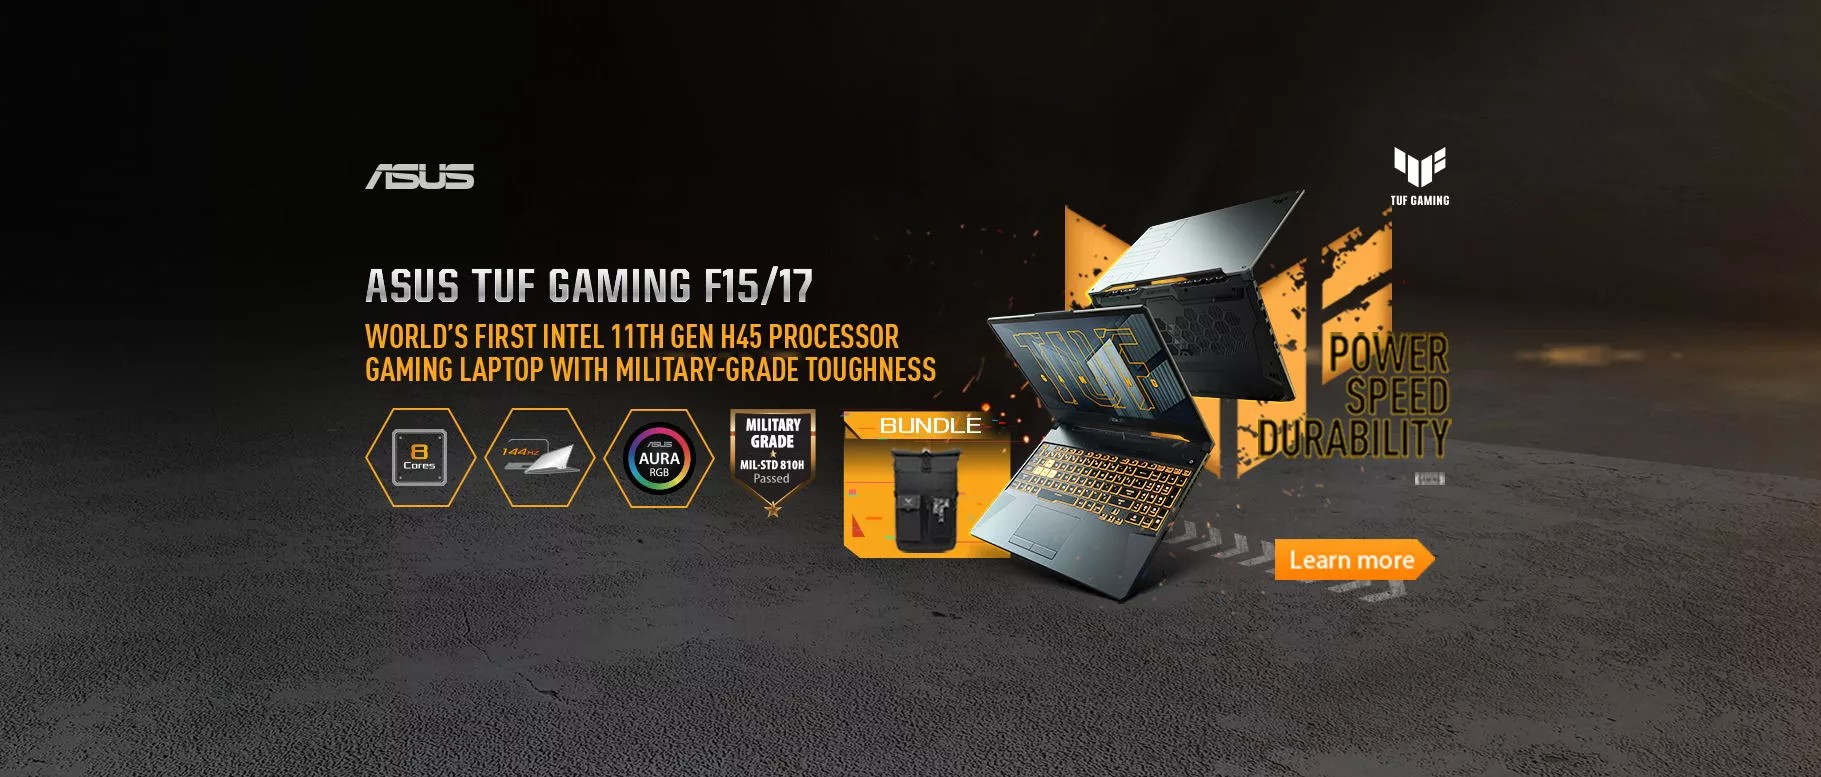 ASUS
TUF GAMING
ASUS TUF GAMING F15/17
WORLD'S FIRST INTEL 11TH GEN H45 PROCESSOR
GAMING LAPTOP WITH MILITARY-GRADE TOUGHNESS
8
Cores
144HZ
ASUS
AURA
RGB
MILITARY
GRADE
MIL-STD 810H
Passed
BUNDLE
TUF
GAMING
POWER
SPEED
DURABILITY
Learn more